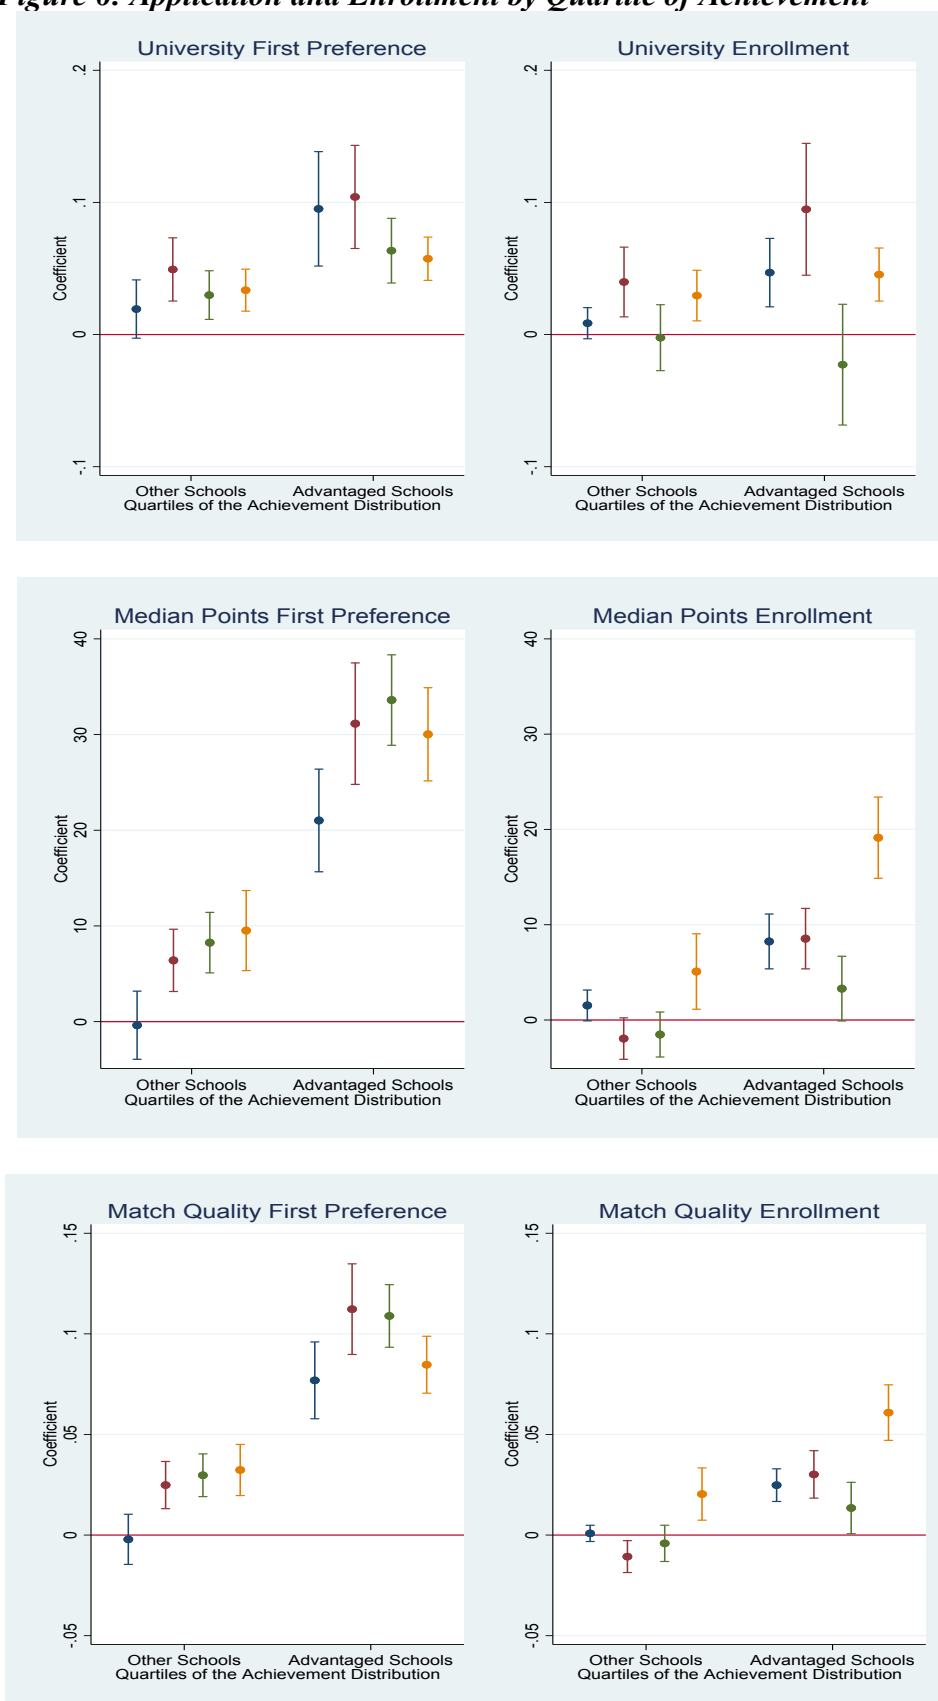 Figure 6: Application and Enrollment by Quartile of Achievement
University First Preference
.2
.1
0
-.1
Coefficient
Other Schools Advantaged Schools
Quartiles of the Achievement Distribution
University Enrollment
.2
.1
0
-.1
Coefficient
Other Schools Advantaged Schools
Quartiles of the Achievement Distribution
Median Points First Preference
40
30
20
10
0
Coefficient
Other Schools Advantaged Schools
Quartiles of the Achievement Distribution
Median Points Enrollment
40
30
20
10
0
Coefficient
Other Schools Advantaged Schools
Quartiles of the Achievement Distribution
Match Quality First Preference
.15
.1
.05
0
-.05
Coefficient
Other Schools Advantaged Schools
Quartiles of the Achievement Distribution
Match Quality Enrollment
.15
.1
.05
0
-.05
Coefficient
Other Schools Advantaged Schools
Quartiles of the Achievement Distribution